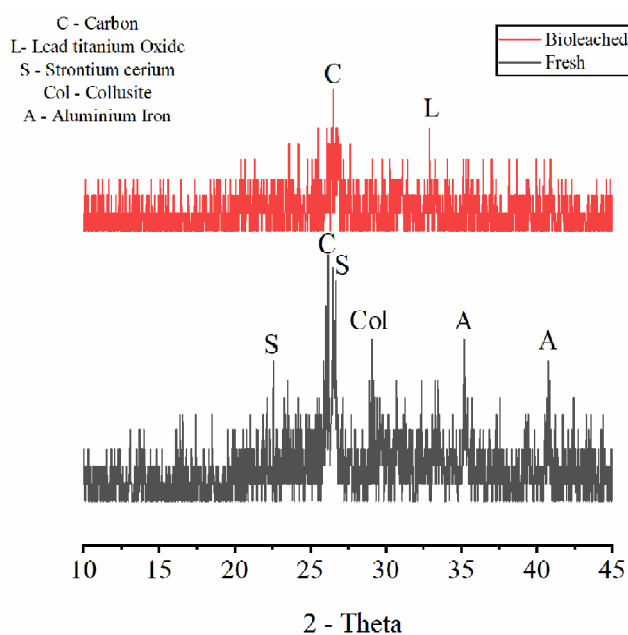 C - Carbon
L- Lead titanium Oxide
S - Strontium cerium
Col - Collusite
A - Aluminium Iron
Bioleached
Fresh
C
L
C
S
S
Col
A
A
10 15 20 25 30 35 40 45
2 - Theta